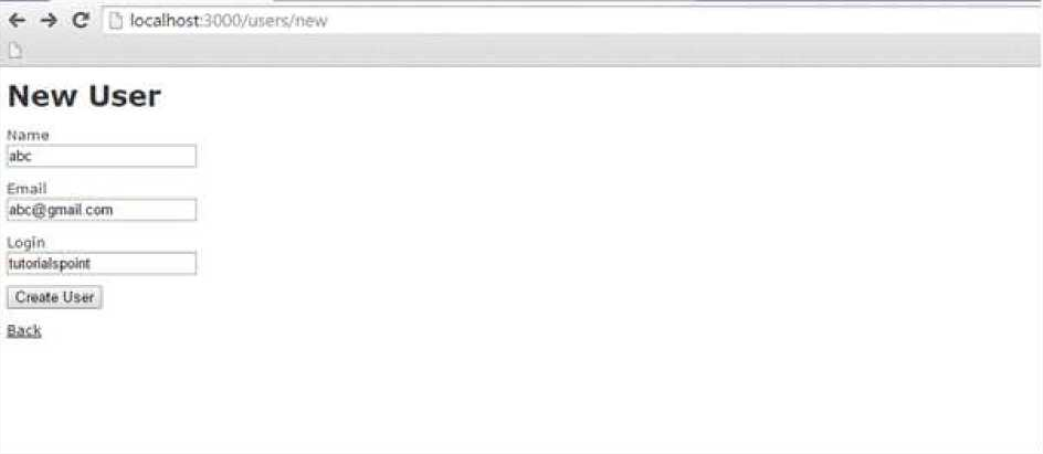 localhost:3000/users/new
New User
Name
abc
Email
abc@gmail.com
Login
tutorialspoint
Create User
Back